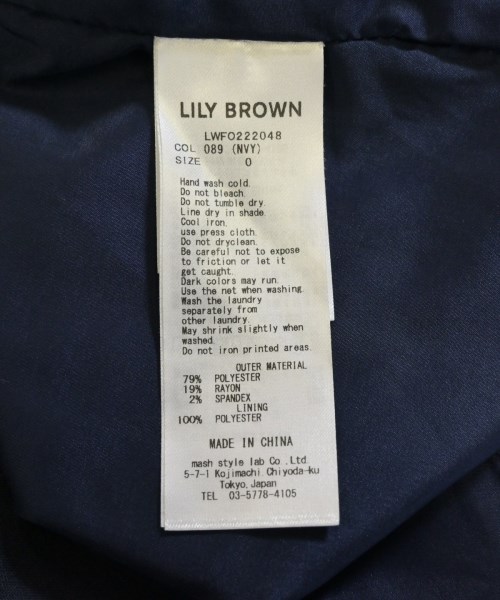 LILY BROWN
LWFO222048
COL 089 (NVY)
SIZE 0
Hand wash cold.
Do not bleach.
Do not tumble dry.
Line dry in shade.
Cool iron.
use press cloth.
Do not dryclean.
Be careful not to expose
to friction or let it
get caught.
Dark colors may run.
Use the net when washing.
Wash the laundry
separately from
other laundry.
May shrink slightly when
washed.
Do not iron printed areas.
OUTER MATERIAL
79% POLYESTER
19% RAYON
2% SPANDEX
LINING
100% POLYESTER
MADE IN CHINA
mash style lab Co .Ltd.
5-7-1 Kojimachi, Chiyoda-ku
Tokyo, Japan
TEL 03-5778-4105